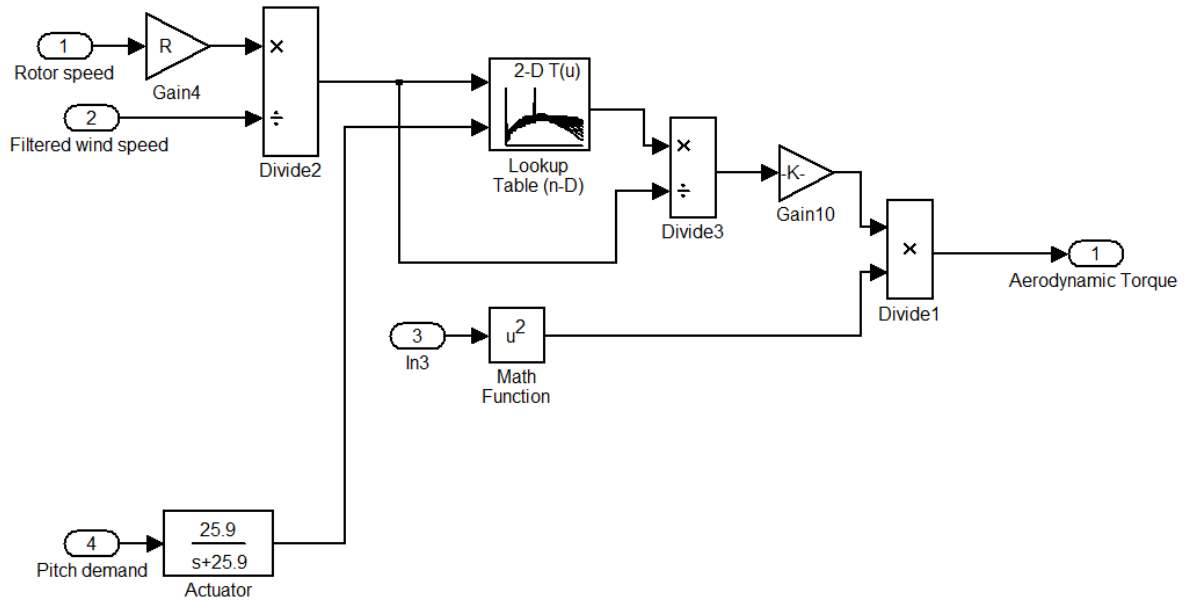 1
Rotor speed
R
Gain4
2
Filtered wind speed
×
÷
Divide2
2-D T(u)
Lookup
Table (n-D)
×
÷
Divide3
-K-
Gain10
×
Divide1
1
Aerodynamic Torque
3
In3
u²
Math
Function
4
Pitch demand
25.9
s+25.9
Actuator